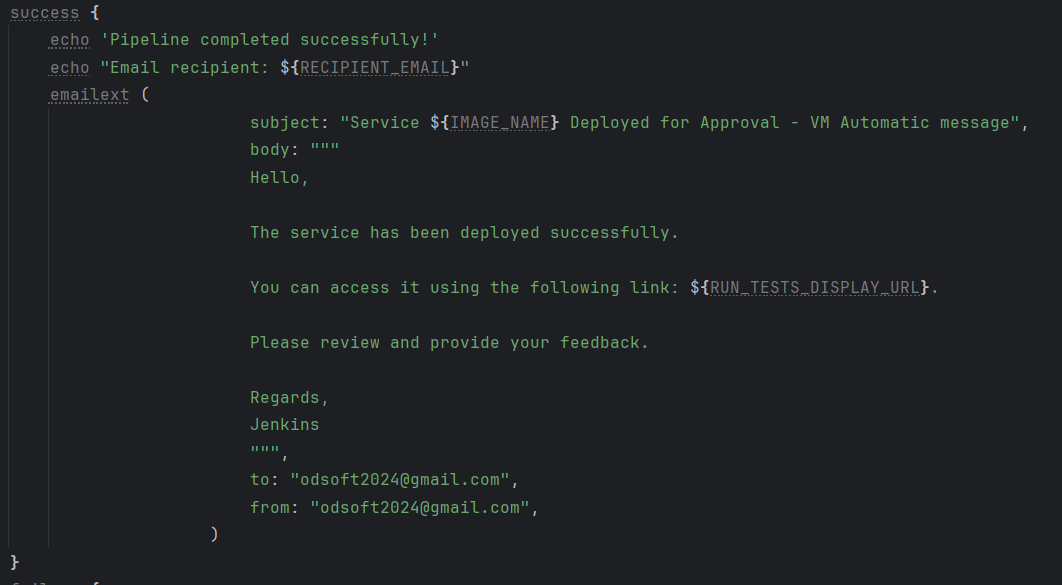 success {
echo 'Pipeline completed successfully!'
echo "Email recipient: ${RECIPIENT_EMAIL}"
emailext (
subject: "Service ${IMAGE_NAME} Deployed for Approval - VM Automatic message",
body: """
Hello,
The service has been deployed successfully.
You can access it using the following link: ${RUN_TESTS_DISPLAY_URL}.
Please review and provide your feedback.
Regards,
Jenkins
""",
to: "odsoft2024@gmail.com",
from: "odsoft2024@gmail.com",
)
}